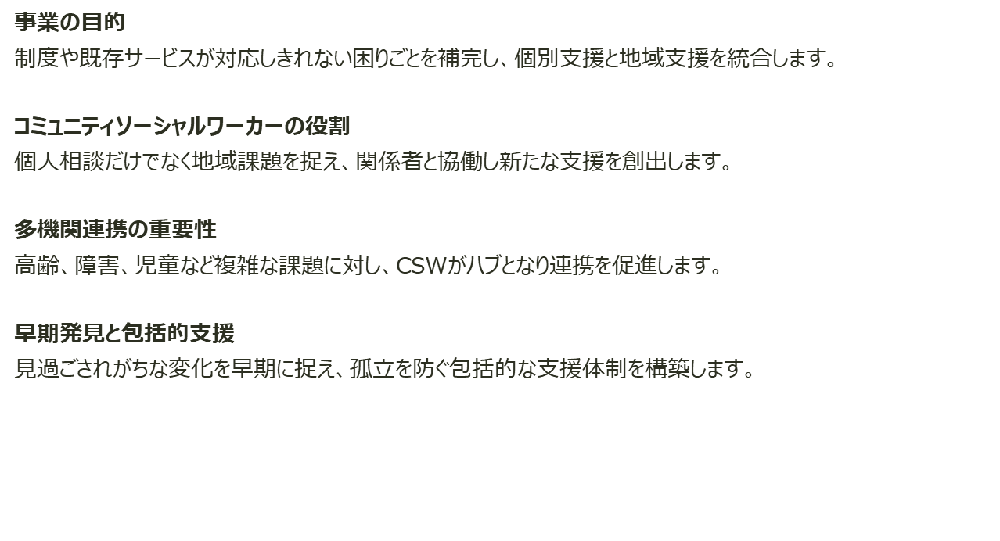 事業の目的
制度や既存サービスが対応しきれない困りごとを補完し、個別支援と地域支援を統合します。
コミュニティソーシャルワーカーの役割
個人相談だけでなく地域課題を捉え、関係者と協働し新たな支援を創出します。
多機関連携の重要性
高齢、障害、児童など複雑な課題に対し、CSWがハブとなり連携を促進します。
早期発見と包括的支援
見過ごされがちな変化を早期に捉え、孤立を防ぐ包括的な支援体制を構築します。